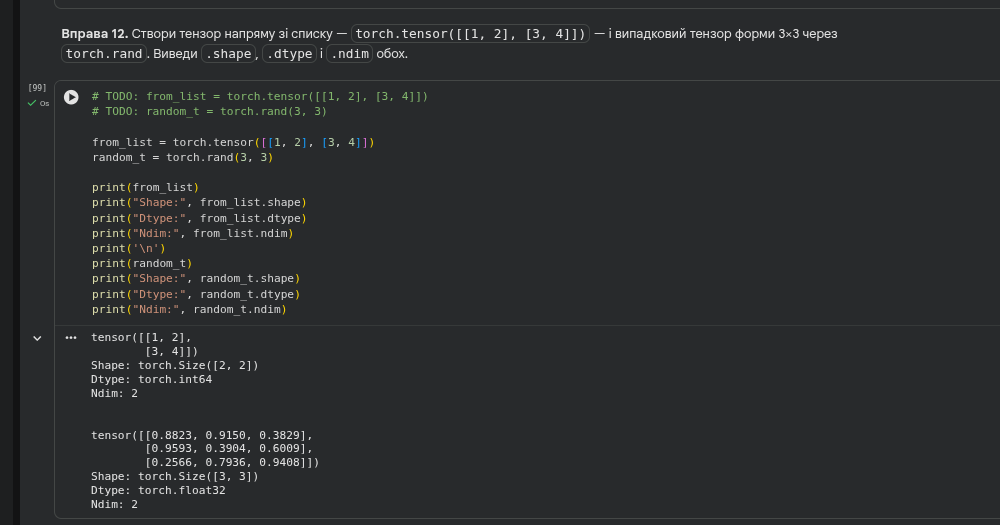 Вправа 12. Створи тензор напряму зі списку — torch.tensor([[1, 2], [3, 4]]) — і випадковий тензор форми 3×3 через
torch.rand. Виведи .shape, .dtype і .ndim обох.
[99]
0s
# TODO: from_list = torch.tensor([[1, 2], [3, 4]])
# TODO: random_t = torch.rand(3, 3)
from_list = torch.tensor([[1, 2], [3, 4]])
random_t = torch.rand(3, 3)
print(from_list)
print("Shape:", from_list.shape)
print("Dtype:", from_list.dtype)
print("Ndim:", from_list.ndim)
print('\n')
print(random_t)
print("Shape:", random_t.shape)
print("Dtype:", random_t.dtype)
print("Ndim:", random_t.ndim)
tensor([[1, 2],
[3, 4]])
Shape: torch.Size([2, 2])
Dtype: torch.int64
Ndim: 2
tensor([[0.8823, 0.9150, 0.3829],
[0.9593, 0.3904, 0.6009],
[0.2566, 0.7936, 0.9408]])
Shape: torch.Size([3, 3])
Dtype: torch.float32
Ndim: 2